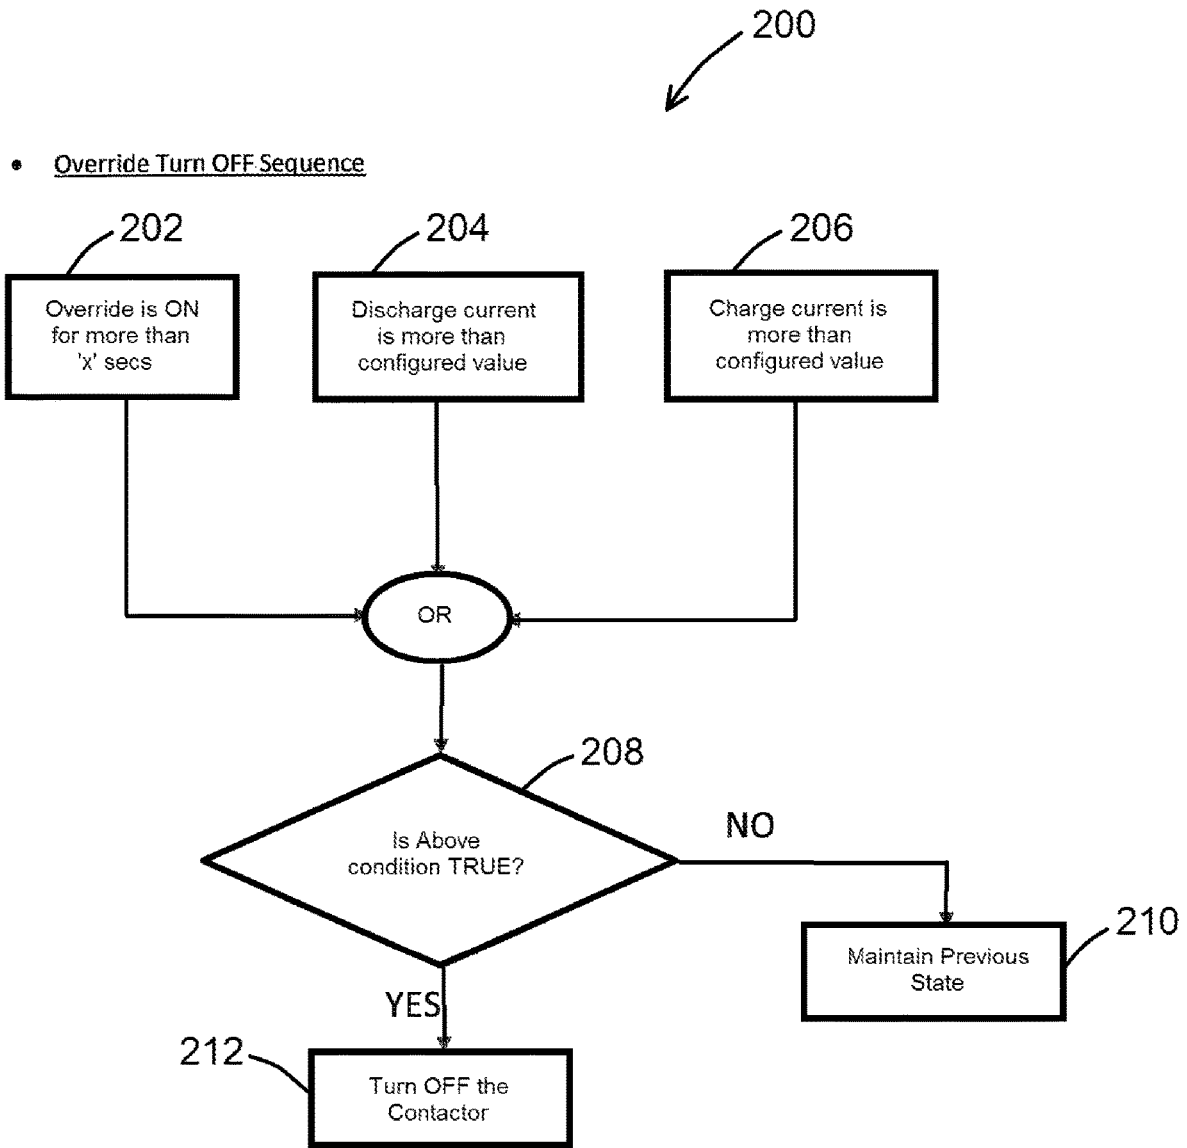 200
• Override Turn OFF Sequence
202
204
206
Override is ON
for more than
'x' secs
Discharge current
is more than
configured value
Charge current is
more than
configured value
OR
208
Is Above
condition TRUE?
NO
210
Maintain Previous
State
YES
212
Turn OFF the
Contactor